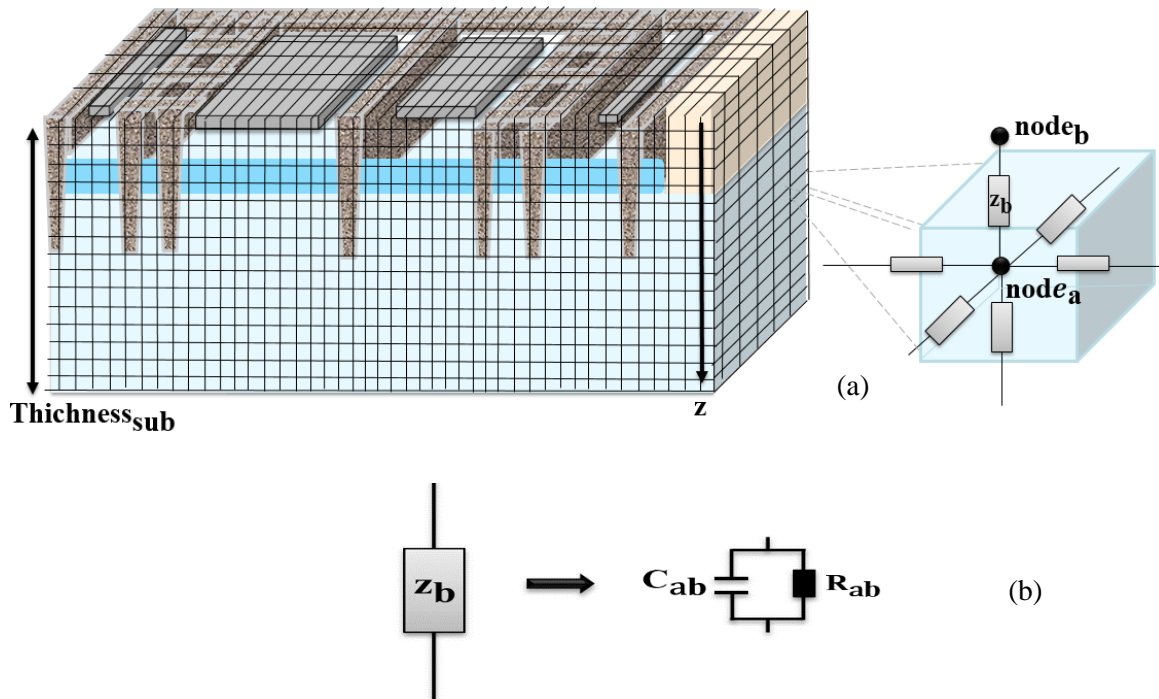 node_b
z_b
node_a
(a)
Thichness_sub
z
z_b
C_ab
R_ab
(b)